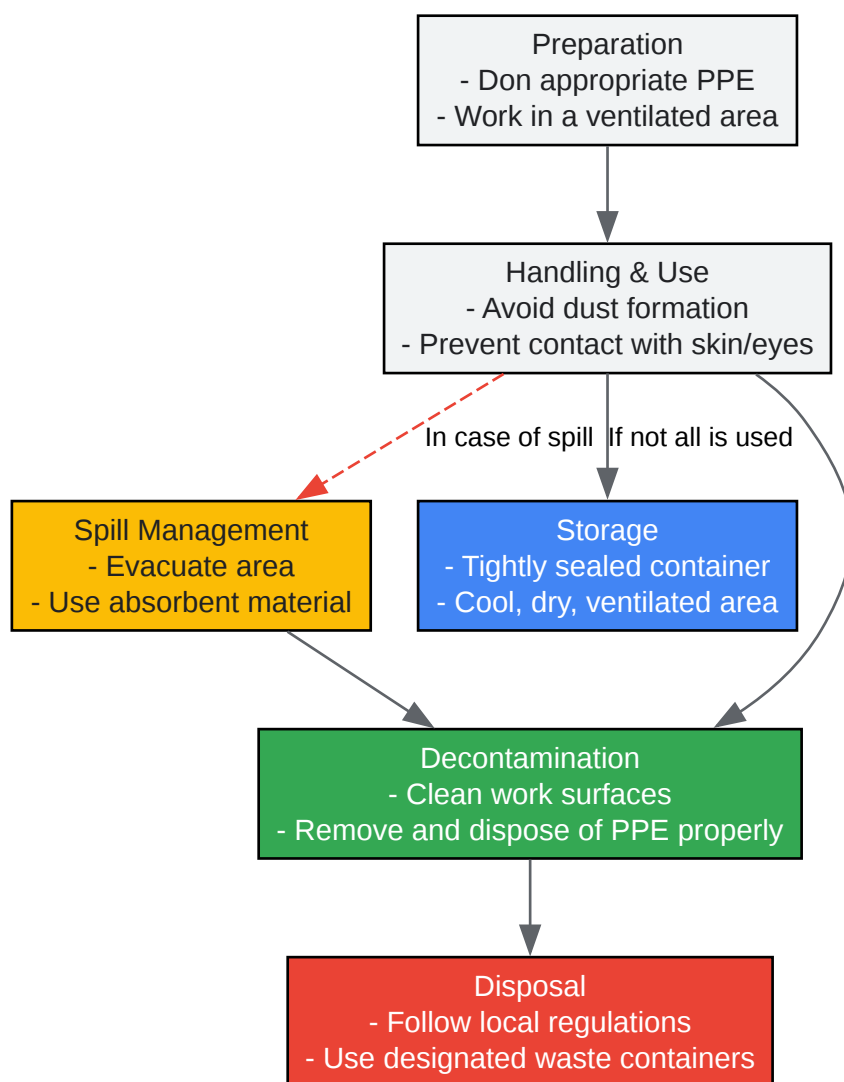 Preparation
- Don appropriate PPE
- Work in a ventilated area
Handling & Use
- Avoid dust formation
- Prevent contact with skin/eyes
In case of spill
If not all is used
Spill Management
- Evacuate area
- Use absorbent material
Storage
- Tightly sealed container
- Cool, dry, ventilated area
Decontamination
- Clean work surfaces
- Remove and dispose of PPE properly
Disposal
- Follow local regulations
- Use designated waste containers